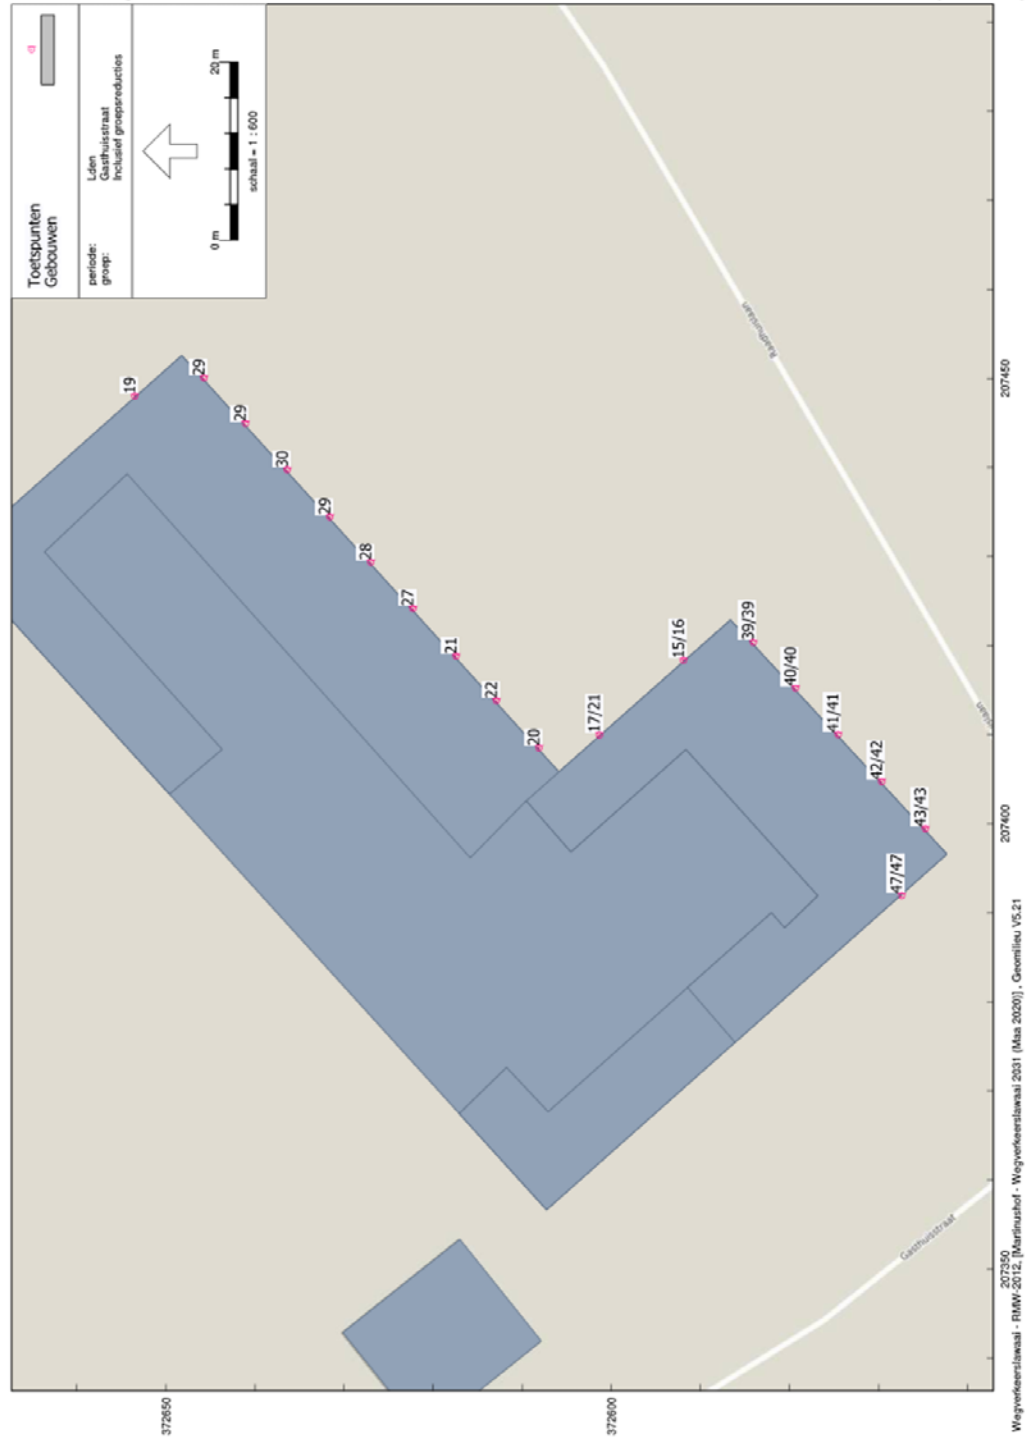 Toetspunten
Gebouwen
periode: Lden
groep: Gasthuisstraat
Inclusief groepsreducties
0 m 20 m
schaal = 1 : 600
19
29
29
30
29
28
27
21
22
20
17/21
15/16
39/39
40/40
41/41
42/42
43/43
47/47
Raadhuislaan
Gasthuisstraat
372650
372600
207350
207400
207450
Wegverkeerslawaai - RMW-2012, [Martinushof - Wegverkeerslawaai 2031 (Maa 2020)] , Geomilieu V5.21